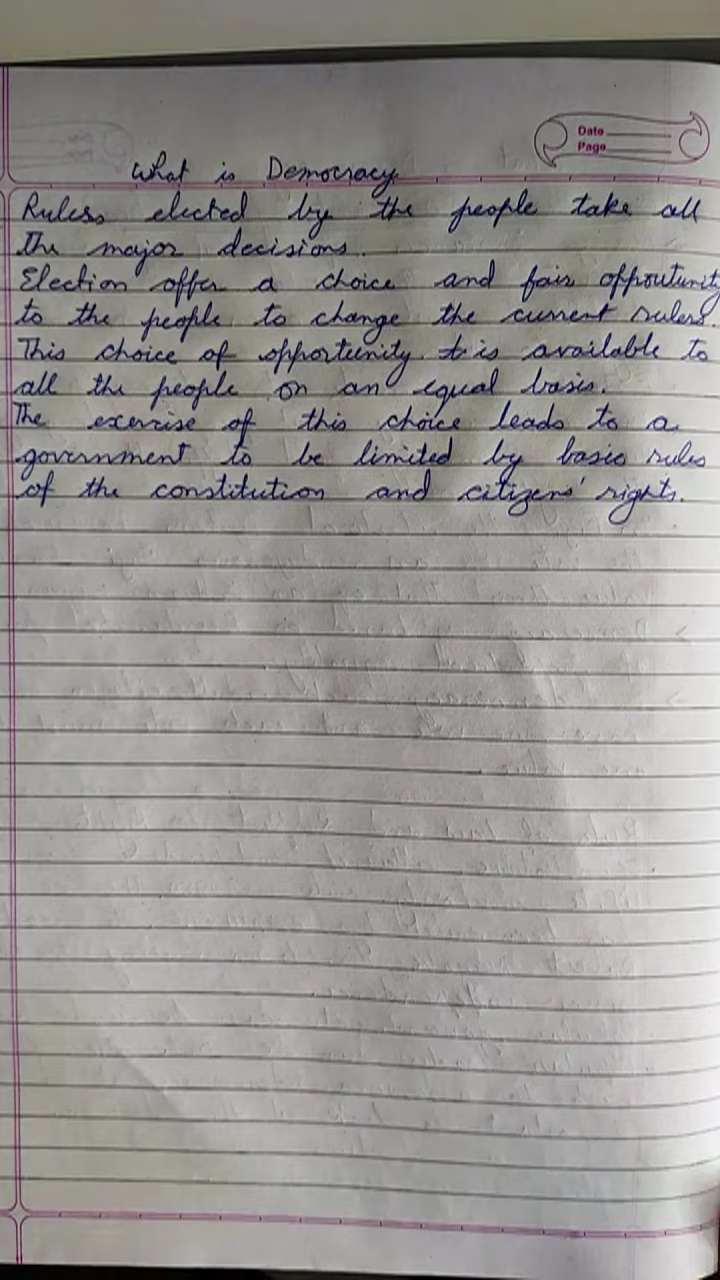 Date
Page
What is Democracy
Rulers elected by the people take all
the major decisions.
Election offer a choice and fair opportunity
to the people to change the current rulers.
This choice of opportunity is available to
all the people on an equal basis.
The exercise of this choice leads to a
government to be limited by basic rules
of the constitution and citizens' rights.